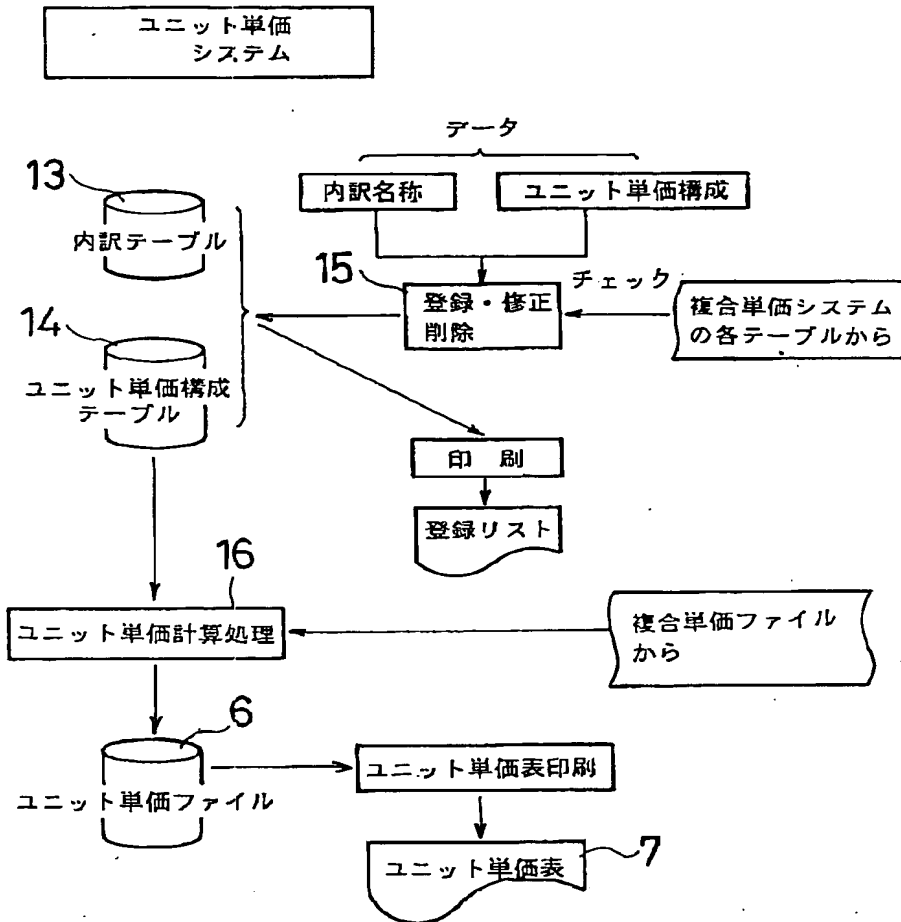 ユニット単価
システム
データ
13
内訳名称
ユニット単価構成
内訳テーブル
15
チェック
登録・修正
削除
複合単価システム
の各テーブルから
14
ユニット単価構成
テーブル
印 刷
登録リスト
16
ユニット単価計算処理
複合単価ファイル
から
6
ユニット単価表印刷
ユニット単価ファイル
ユニット単価表
7